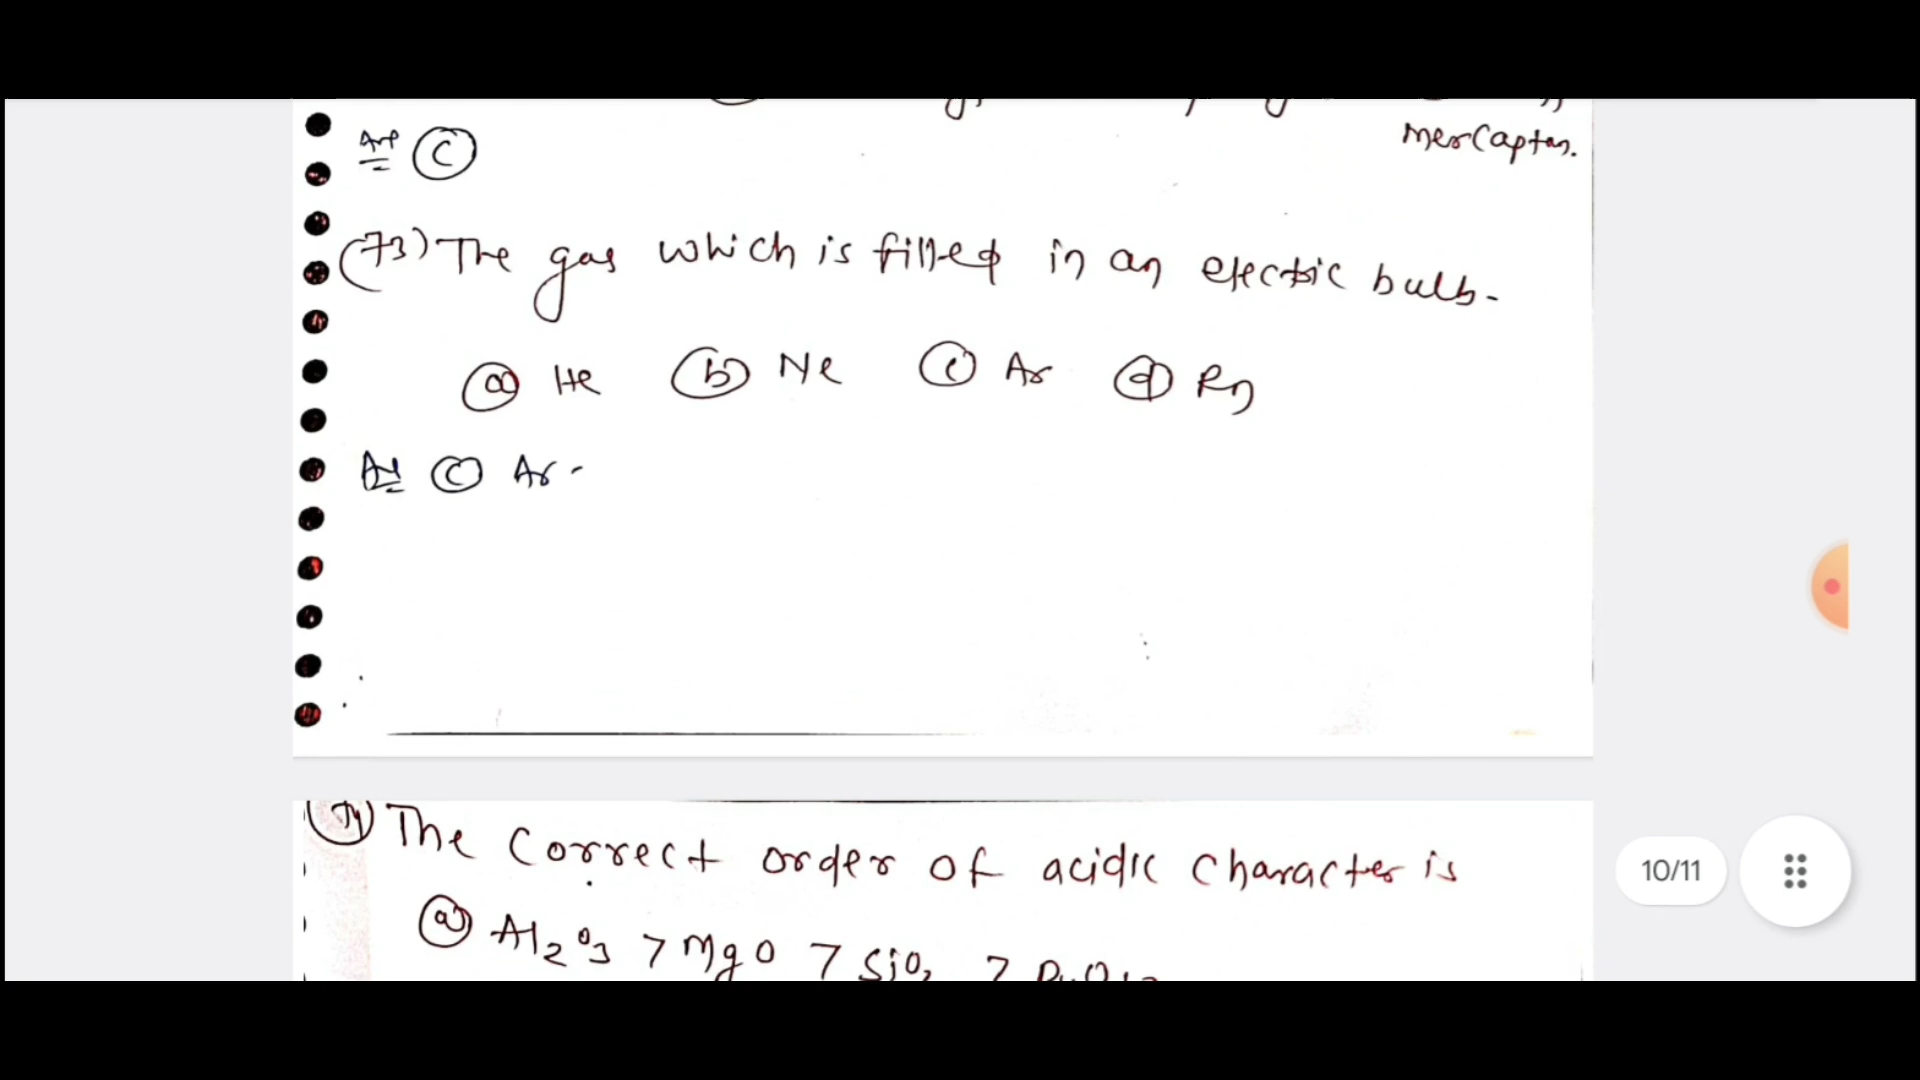 Ans (C)
mercaptan.
(73) The gas which is filled in an electric bulb-
(a) He (b) Ne (c) Ar (d) Rn
Ans (C) Ar -
(74) The correct order of acidic character is
(a) Al2O3 > MgO > SiO2 >
10/11